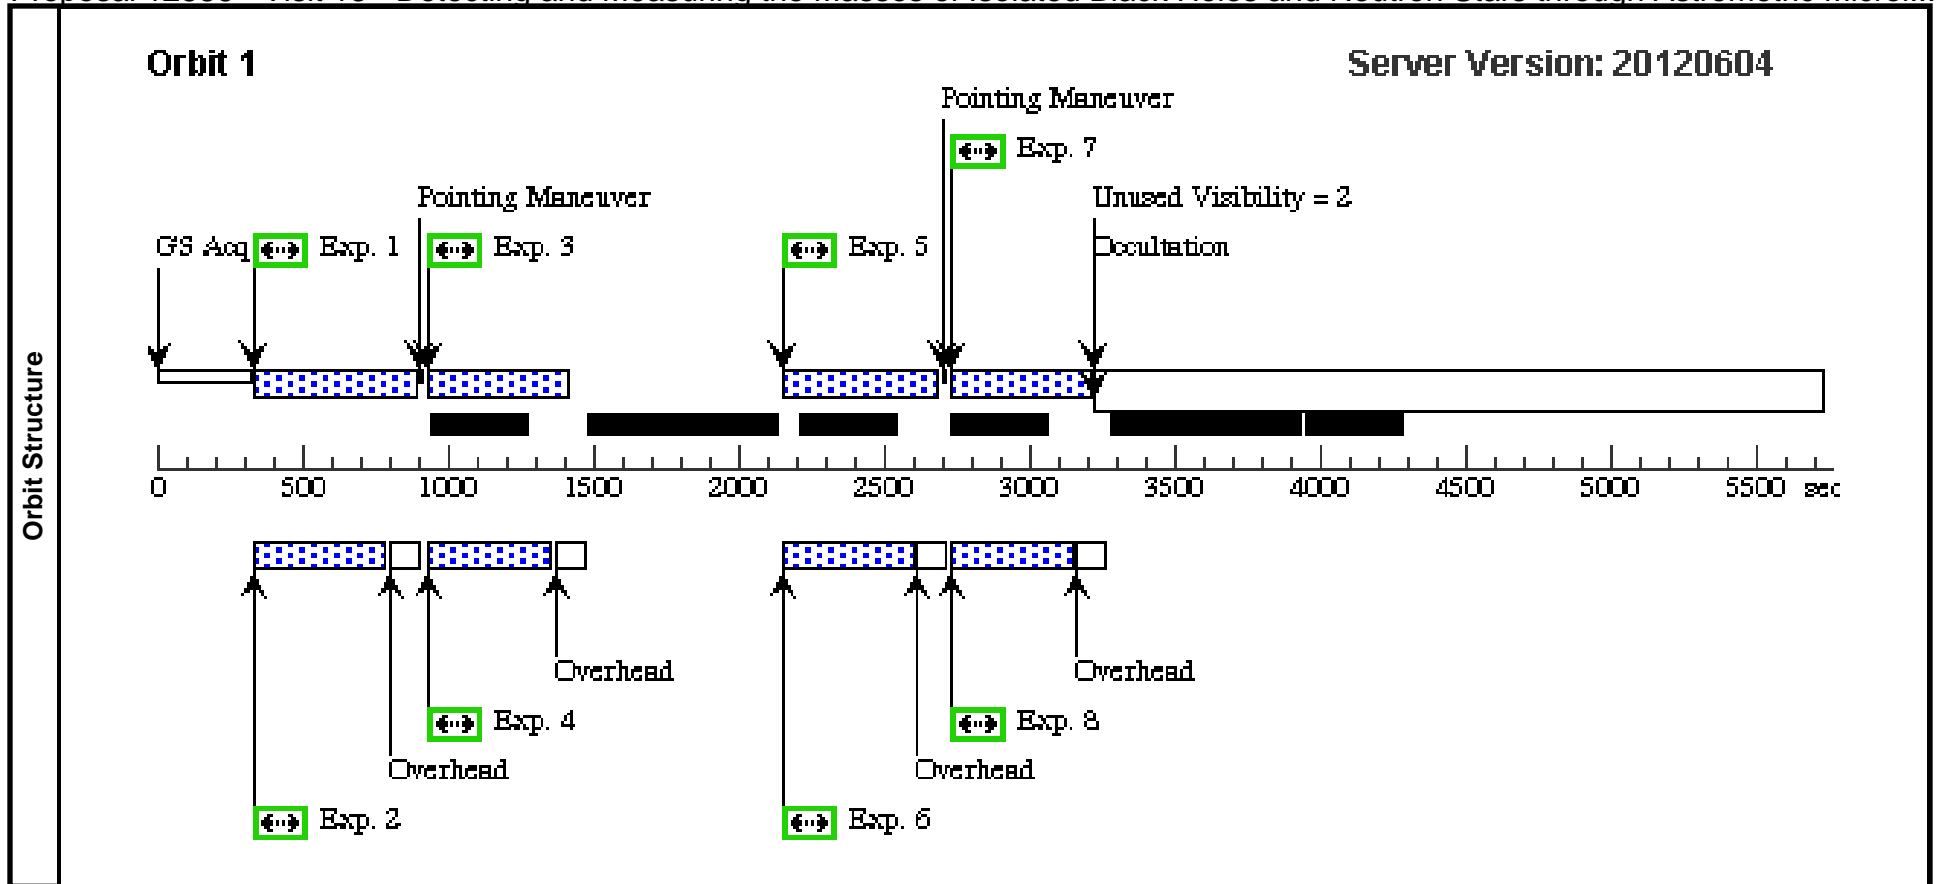 Orbit 1
Server Version: 20120604
Pointing Maneuver
Exp. 7
Pointing Maneuver
Unused Visibility = 2
GS Acq
Exp. 1
Exp. 3
Exp. 5
Occultation
Orbit Structure
0 500 1000 1500 2000 2500 3000 3500 4000 4500 5000 5500 sec
Overhead
Overhead
Exp. 4
Exp. 8
Overhead
Overhead
Exp. 2
Exp. 6